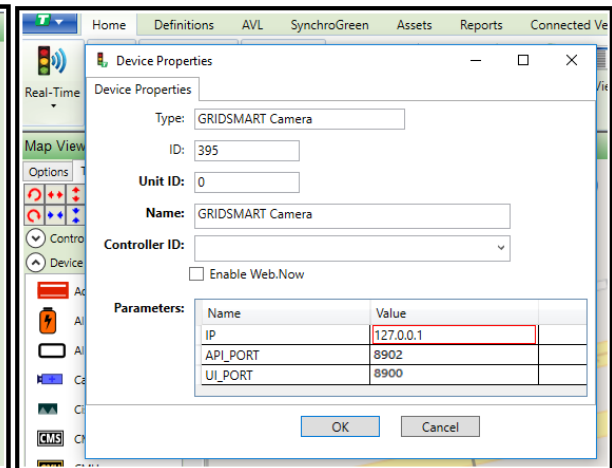 Home Definitions AVL SynchroGreen Assets Reports Connected Ve
Real-Time
Device Properties
Device Properties
Type: GRIDSMART Camera
ID: 395
Unit ID: 0
Name: GRIDSMART Camera
Controller ID:
Enable Web.Now
Parameters:
Name Value
IP 127.0.0.1
API_PORT 8902
UI_PORT 8900
OK Cancel
Map View
Options
Contro
Device
CMS